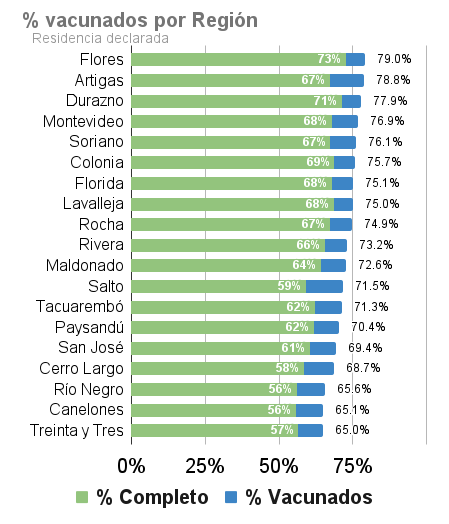 % vacunados por Región
Residencia declarada
Flores 73% 79.0%
Artigas 67% 78.8%
Durazno 71% 77.9%
Montevideo 68% 76.9%
Soriano 67% 76.1%
Colonia 69% 75.7%
Florida 68% 75.1%
Lavalleja 68% 75.0%
Rocha 67% 74.9%
Rivera 66% 73.2%
Maldonado 64% 72.6%
Salto 59% 71.5%
Tacuarembó 62% 71.3%
Paysandú 62% 70.4%
San José 61% 69.4%
Cerro Largo 58% 68.7%
Río Negro 56% 65.6%
Canelones 56% 65.1%
Treinta y Tres 57% 65.0%
0% 25% 50% 75%
% Completo % Vacunados